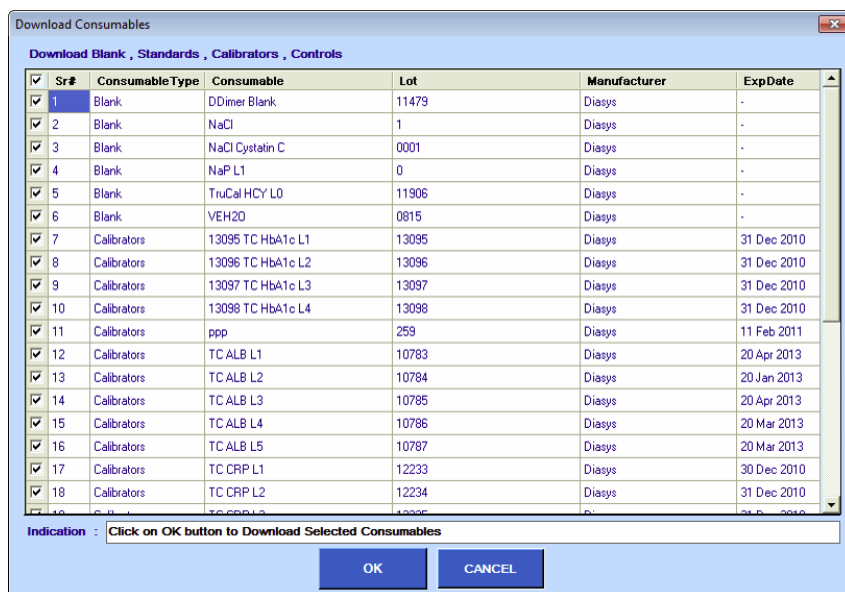 Download Consumables
Download Blank , Standards , Calibrators , Controls
Sr# ConsumableType Consumable Lot Manufacturer ExpDate
1 Blank DDimer Blank 11479 Diasys -
2 Blank NaCl 1 Diasys -
3 Blank NaCl Cystatin C 0001 Diasys -
4 Blank NaP L1 0 Diasys -
5 Blank TruCal HCY L0 11906 Diasys -
6 Blank VEH2O 0815 Diasys -
7 Calibrators 13095 TC HbA1c L1 13095 Diasys 31 Dec 2010
8 Calibrators 13096 TC HbA1c L2 13096 Diasys 31 Dec 2010
9 Calibrators 13097 TC HbA1c L3 13097 Diasys 31 Dec 2010
10 Calibrators 13098 TC HbA1c L4 13098 Diasys 31 Dec 2010
11 Calibrators ppp 259 Diasys 11 Feb 2011
12 Calibrators TC ALB L1 10783 Diasys 20 Apr 2013
13 Calibrators TC ALB L2 10784 Diasys 20 Jan 2013
14 Calibrators TC ALB L3 10785 Diasys 20 Apr 2013
15 Calibrators TC ALB L4 10786 Diasys 20 Mar 2013
16 Calibrators TC ALB L5 10787 Diasys 20 Mar 2013
17 Calibrators TC CRP L1 12233 Diasys 30 Dec 2010
18 Calibrators TC CRP L2 12234 Diasys 31 Dec 2010
Indication : Click on OK button to Download Selected Consumables
OK CANCEL